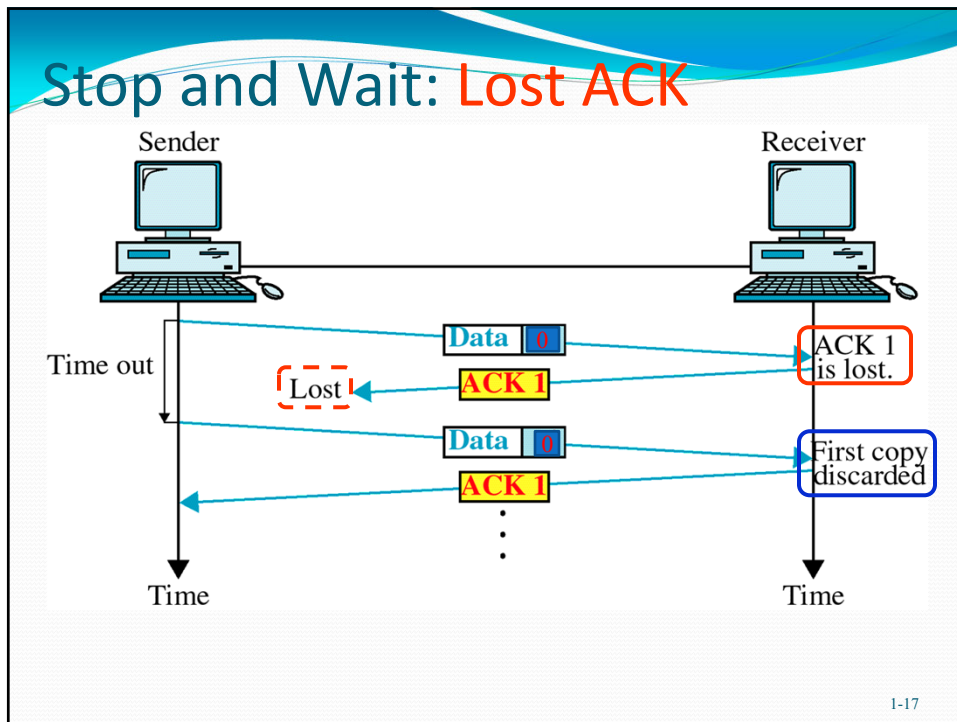 Stop and Wait: Lost ACK
Sender
Receiver
Data 0
ACK 1
is lost.
Time out
Lost
ACK 1
Data 0
First copy
discarded
ACK 1
Time
Time
1-17